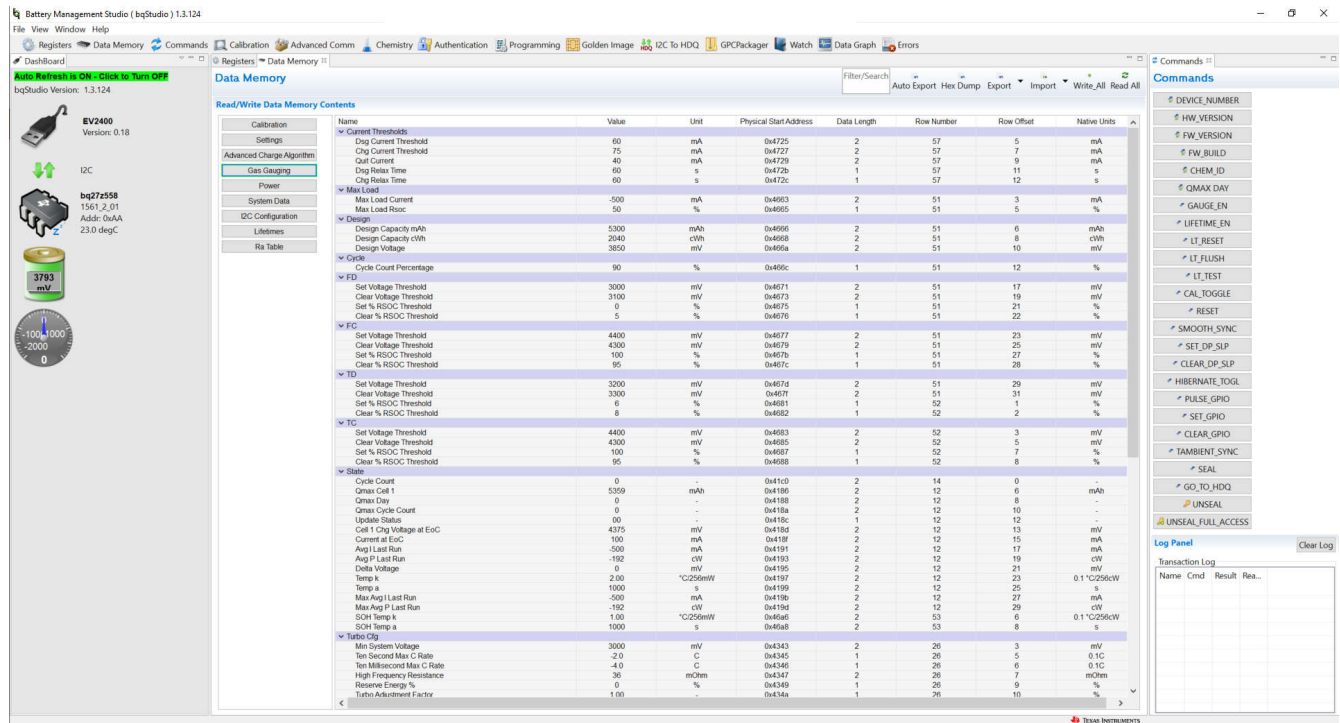 Battery Management Studio ( bqStudio ) 1.3.124
File View Window Help
Registers Data Memory Commands Calibration Advanced Comm Chemistry Authentication Programming Golden Image I2C To HDQ GPCPackager Watch Data Graph Errors
DashBoard
Auto Refresh is ON - Click to Turn OFF
bqStudio Version: 1.3.124
EV2400
Version: 0.18
I2C
bq27z558
1561_2_01
Addr: 0xAA
23.0 degC
3793
mV
-100 1000
-2000
0
Registers Data Memory
Data Memory
Filter/Search Auto Export Hex Dump Export Import Write_All Read All
Read/Write Data Memory Contents
Calibration
Settings
Advanced Charge Algorithm
Gas Gauging
Power
System Data
I2C Configuration
Lifetimes
Ra Table
Name Value Unit Physical Start Address Data Length Row Number Row Offset Native Units
Current Thresholds
Dsg Current Threshold 60 mA 0x4725 2 57 5 mA
Chg Current Threshold 75 mA 0x4727 2 57 7 mA
Quit Current 40 mA 0x4729 2 57 9 mA
Dsg Relax Time 60 s 0x472b 1 57 11 s
Chg Relax Time 60 s 0x472c 1 57 12 s
Max Load
Max Load Current -500 mA 0x4663 2 51 3 mA
Max Load Rsoc 50 % 0x4665 1 51 5 %
Design
Design Capacity mAh 5300 mAh 0x4666 2 51 6 mAh
Design Capacity cWh 2040 cWh 0x4668 2 51 8 cWh
Design Voltage 3850 mV 0x466a 2 51 10 mV
Cycle
Cycle Count Percentage 90 % 0x466c 1 51 12 %
FD
Set Voltage Threshold 3000 mV 0x4671 2 51 17 mV
Clear Voltage Threshold 3100 mV 0x4673 2 51 19 mV
Set % RSOC Threshold 0 % 0x4675 1 51 21 %
Clear % RSOC Threshold 5 % 0x4676 1 51 22 %
FC
Set Voltage Threshold 4400 mV 0x4677 2 51 23 mV
Clear Voltage Threshold 4300 mV 0x4679 2 51 25 mV
Set % RSOC Threshold 100 % 0x467b 1 51 27 %
Clear % RSOC Threshold 95 % 0x467c 1 51 28 %
TD
Set Voltage Threshold 3200 mV 0x467d 2 51 29 mV
Clear Voltage Threshold 3300 mV 0x467f 2 51 31 mV
Set % RSOC Threshold 6 % 0x4681 1 52 1 %
Clear % RSOC Threshold 8 % 0x4682 1 52 2 %
TC
Set Voltage Threshold 4400 mV 0x4683 2 52 3 mV
Clear Voltage Threshold 4300 mV 0x4685 2 52 5 mV
Set % RSOC Threshold 100 % 0x4687 1 52 7 %
Clear % RSOC Threshold 95 % 0x4688 1 52 8 %
State
Cycle Count 0 - 0x41c0 2 14 0 -
Qmax Cell 1 5359 mAh 0x4186 2 12 6 mAh
Qmax Day 0 - 0x4188 2 12 8 -
Qmax Cycle Count 0 - 0x418a 2 12 10 -
Update Status 00 - 0x418c 1 12 12 -
Cell 1 Chg Voltage at EoC 4375 mV 0x418d 2 12 13 mV
Current at EoC 100 mA 0x418f 2 12 15 mA
Avg I Last Run -500 mA 0x4191 2 12 17 mA
Avg P Last Run -192 cW 0x4193 2 12 19 cW
Delta Voltage 0 mV 0x4195 2 12 21 mV
Temp k 2.00 °C/256mW 0x4197 2 12 23 0.1 °C/256cW
Temp a 1000 s 0x4199 2 12 25 s
Max Avg I Last Run -500 mA 0x419b 2 12 27 mA
Max Avg P Last Run -192 cW 0x419d 2 12 29 cW
SOH Temp k 1.00 °C/256mW 0x46a6 2 53 6 0.1 °C/256cW
SOH Temp a 1000 s 0x46a8 2 53 8 s
Turbo Cfg
Min System Voltage 3000 mV 0x4343 2 26 3 mV
Ten Second Max C Rate -2.0 C 0x4345 1 26 5 0.1C
Ten Millisecond Max C Rate -4.0 C 0x4346 1 26 6 0.1C
High Frequency Resistance 36 mOhm 0x4347 2 26 7 mOhm
Reserve Energy % 0 % 0x4349 1 26 9 %
Turbo Adjustment Factor 1.00 - 0x434a 1 26 10 %
Commands
Commands
DEVICE_NUMBER
HW_VERSION
FW_VERSION
FW_BUILD
CHEM_ID
QMAX DAY
GAUGE_EN
LIFETIME_EN
LT_RESET
LT_FLUSH
LT_TEST
CAL_TOGGLE
RESET
SMOOTH_SYNC
SET_DP_SLP
CLEAR_DP_SLP
HIBERNATE_TOGL
PULSE_GPIO
SET_GPIO
CLEAR_GPIO
TAMBIENT_SYNC
SEAL
GO_TO_HDQ
UNSEAL
UNSEAL_FULL_ACCESS
Log Panel Clear Log
Transaction Log
Name Cmd Result Rea...
TEXAS INSTRUMENTS